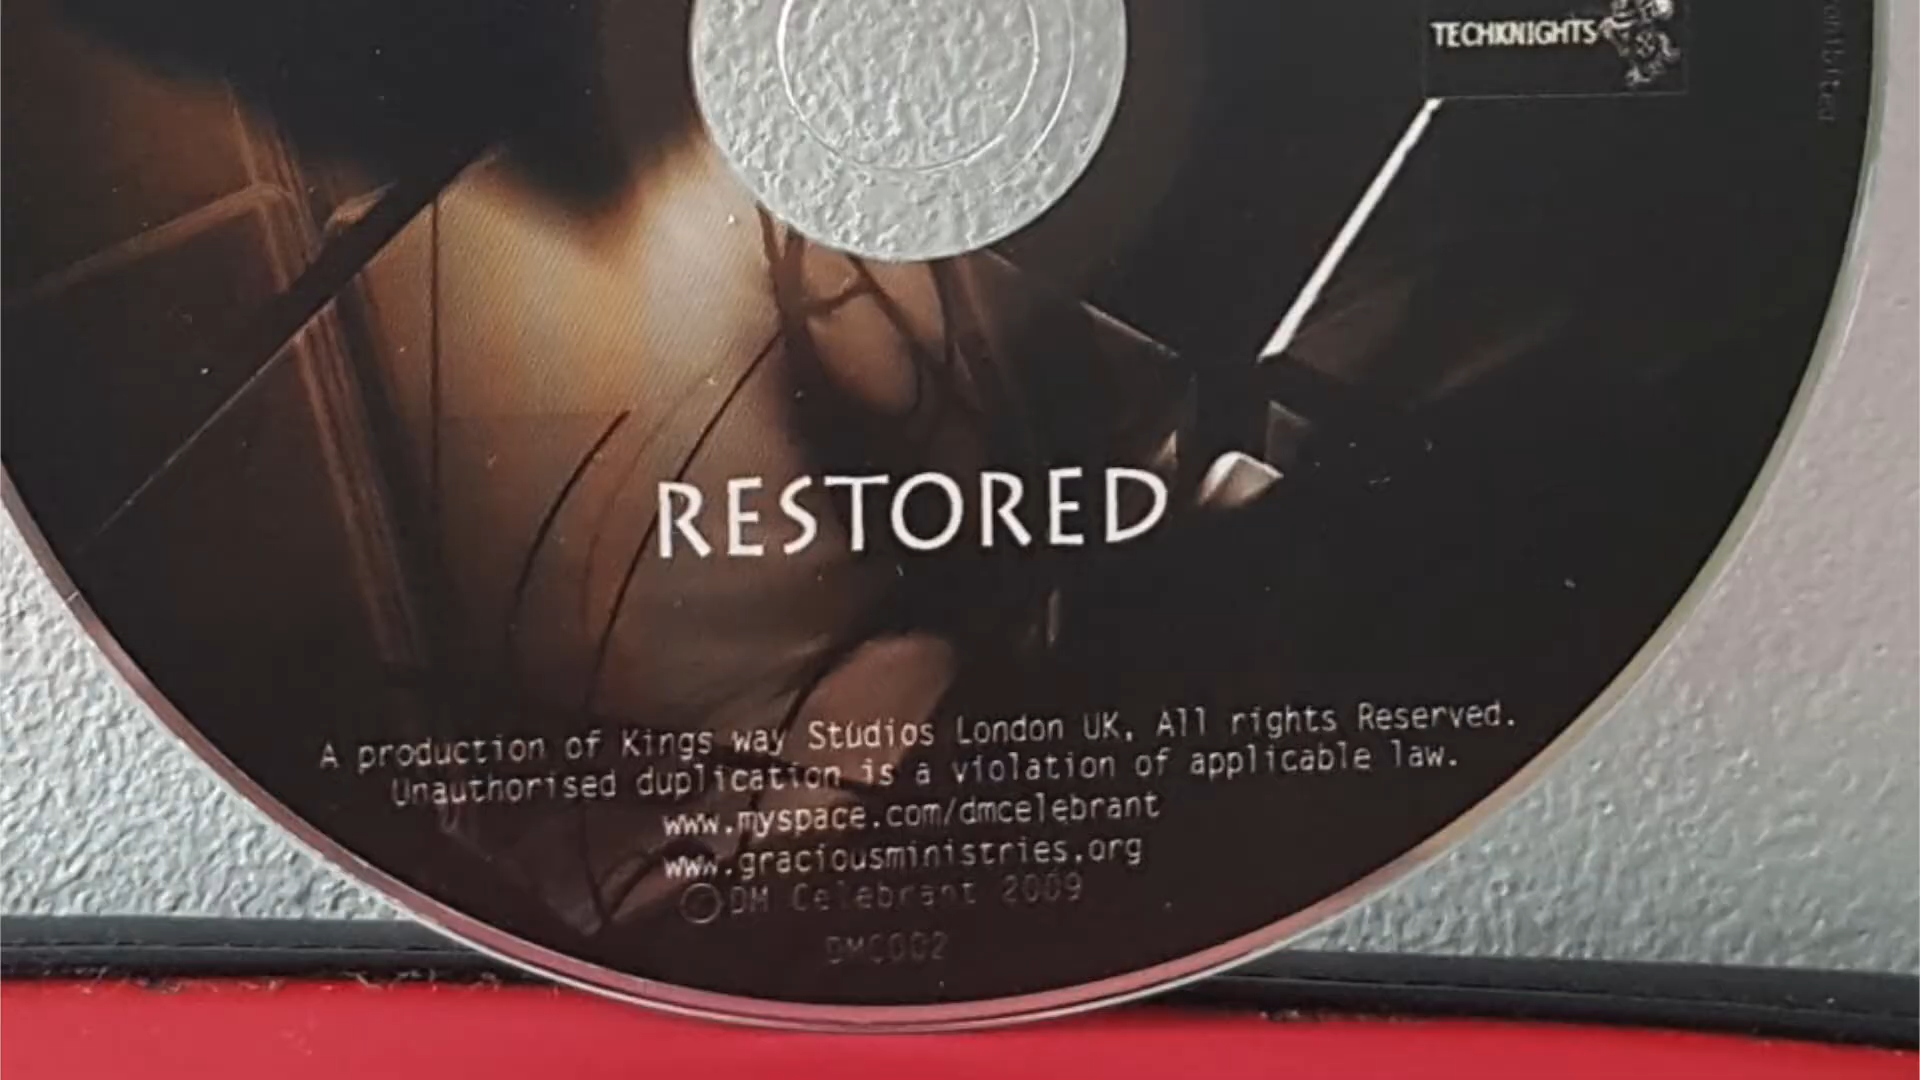 TECHKNIGHTS
RESTORED
A production of Kings way Studios London UK, All rights Reserved.
Unauthorised duplication is a violation of applicable law.
www.myspace.com/dmcelebrant
www.graciousministries.org
©DM Celebrant 2009
DMC002